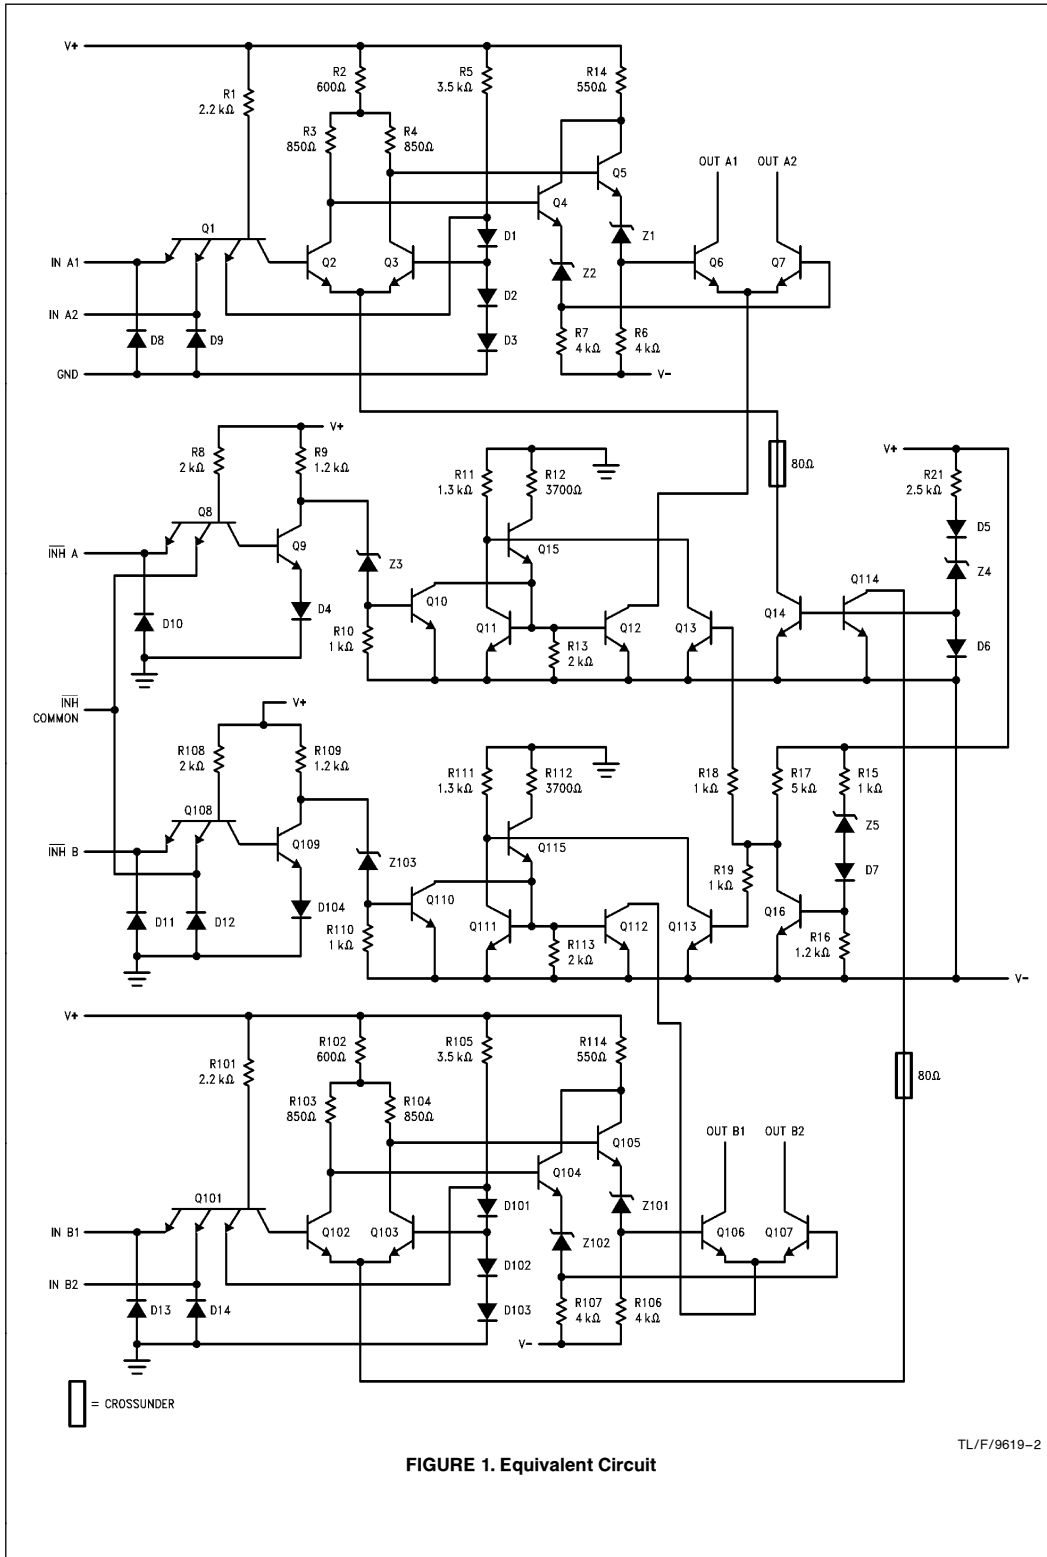 V+
R1
2.2 kΩ
R2
600Ω
R5
3.5 kΩ
R14
550Ω
R3
850Ω
R4
850Ω
OUT A1
OUT A2
Q5
Q4
Q1
D1
Z1
IN A1
Q2
Q3
Z2
Q6
Q7
D2
IN A2
D8
D9
D3
R7
4 kΩ
R6
4 kΩ
GND
V-
R8
2 kΩ
R9
1.2 kΩ
V+
R11
1.3 kΩ
R12
3700Ω
80Ω
V+
R21
2.5 kΩ
Q8
D5
INH A
Q9
Z3
Q15
Z4
Q10
Q114
D10
D4
R10
1 kΩ
Q11
R13
2 kΩ
Q12
Q13
Q14
D6
INH
COMMON
V+
R108
2 kΩ
R109
1.2 kΩ
R111
1.3 kΩ
R112
3700Ω
R18
1 kΩ
R17
5 kΩ
R15
1 kΩ
Q108
Z5
INH B
Q109
Z103
Q115
R19
1 kΩ
D7
Q110
D11
D12
D104
R110
1 kΩ
Q111
R113
2 kΩ
Q112
Q113
Q16
R16
1.2 kΩ
V-
V+
R101
2.2 kΩ
R102
600Ω
R105
3.5 kΩ
R114
550Ω
80Ω
R103
850Ω
R104
850Ω
OUT B1
OUT B2
Q105
Q104
Q101
D101
Z101
IN B1
Q102
Q103
Z102
Q106
Q107
D102
IN B2
D13
D14
D103
R107
4 kΩ
R106
4 kΩ
V-
= CROSSUNDER
TL/F/9619–2
FIGURE 1. Equivalent Circuit